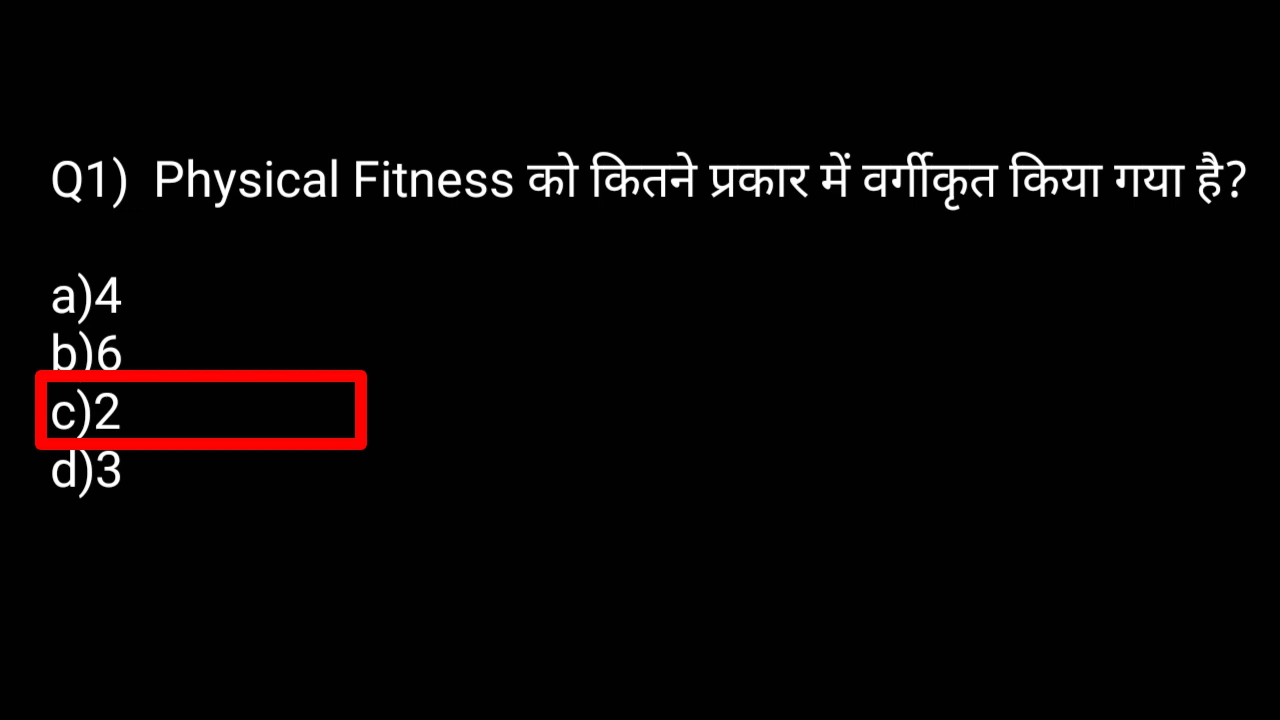 Q1)  Physical Fitness को कितने प्रकार में वर्गीकृत किया गया है?
a)4
b)6
c)2
d)3